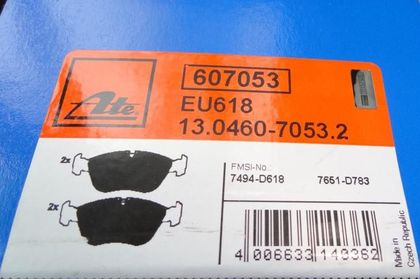 Ate
607053
EU618
13.0460-7053.2
2x
2x
FMSI-No.:
7494-D618 7651-D783
4 006633 140362
Made in
Czech Republic